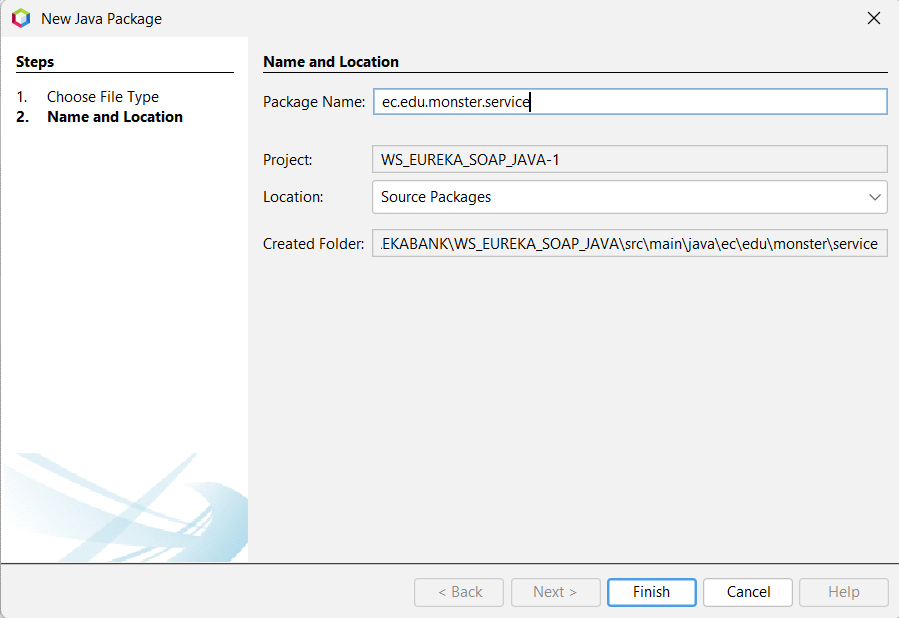 New Java Package
Steps
1. Choose File Type
2. Name and Location
Name and Location
Package Name: ec.edu.monster.service
Project: WS_EUREKA_SOAP_JAVA-1
Location: Source Packages
Created Folder: .EKABANK\WS_EUREKA_SOAP_JAVA\src\main\java\ec\edu\monster\service
< Back Next > Finish Cancel Help